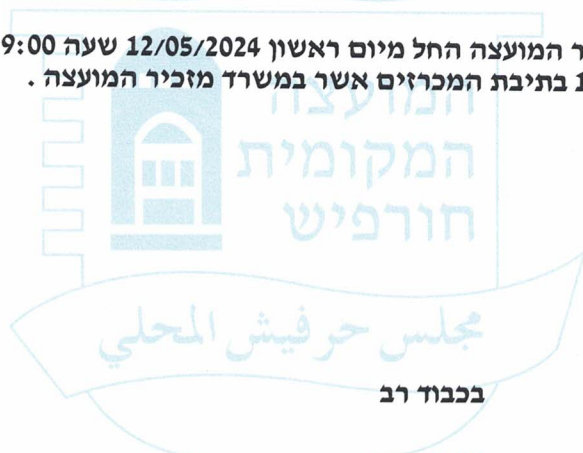 ר המועצה החל מיום ראשון 12/05/2024 שעה 9:00
בתיבת המכרזים אשר במשרד מזכיר המועצה .
המועצה
המקומית
חורפיש
مجلس حرفيش المحلي
בכבוד רב